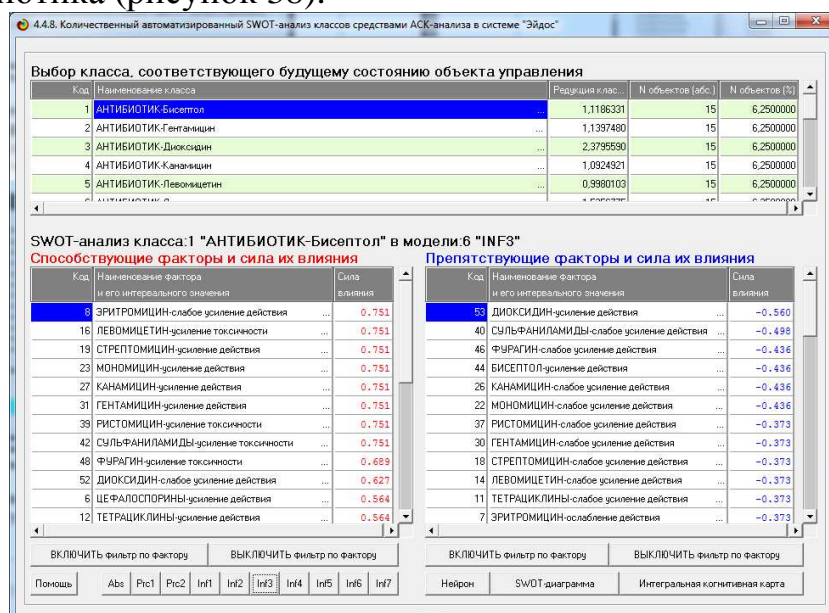 (рисунок 38).
4.4.8. Количественный автоматизированный SWOT-анализ классов средствами АСК-анализа в системе "Эйдос"
Выбор класса, соответствующего будущему состоянию объекта управления
Код Наименование класса Редукция клас... N объектов (абс.) N объектов (%)
1 АНТИБИОТИК-Бисептол ... 1,1186331 15 6,2500000
2 АНТИБИОТИК-Гентамицин ... 1,1397480 15 6,2500000
3 АНТИБИОТИК-Диоксидин ... 2,3795590 15 6,2500000
4 АНТИБИОТИК-Канамицин ... 1,0924921 15 6,2500000
5 АНТИБИОТИК-Левомицетин ... 0,9980103 15 6,2500000
SWOT-анализ класса:1 "АНТИБИОТИК-Бисептол" в модели:6 "INF3"
Способствующие факторы и сила их влияния
Код Наименование фактора и его интервального значения Сила влияния
8 ЭРИТРОМИЦИН-слабое усиление действия ... 0.751
16 ЛЕВОМИЦЕТИН-усиление токсичности ... 0.751
19 СТРЕПТОМИЦИН-усиление действия ... 0.751
23 МОНОМИЦИН-усиление действия ... 0.751
27 КАНАМИЦИН-усиление действия ... 0.751
31 ГЕНТАМИЦИН-усиление действия ... 0.751
39 РИСТОМИЦИН-усиление токсичности ... 0.751
42 СУЛЬФАНИЛАМИДЫ-усиление токсичности ... 0.751
48 ФУРАГИН-усиление токсичности ... 0.689
52 ДИОКСИДИН-слабое усиление действия ... 0.627
6 ЦЕФАЛОСПОРИНЫ-усиление действия ... 0.564
12 ТЕТРАЦИКЛИНЫ-усиление действия ... 0.564
ВКЛЮЧИТЬ фильтр по фактору ВЫКЛЮЧИТЬ фильтр по фактору
Помощь Abs Prc1 Prc2 Inf1 Inf2 Inf3 Inf4 Inf5 Inf6 Inf7
Препятствующие факторы и сила их влияния
Код Наименование фактора и его интервального значения Сила влияния
53 ДИОКСИДИН-усиление действия ... -0.560
40 СУЛЬФАНИЛАМИДЫ-слабое усиление действия ... -0.498
46 ФУРАГИН-слабое усиление действия ... -0.436
44 БИСЕПТОЛ-усиление действия ... -0.436
26 КАНАМИЦИН-слабое усиление действия ... -0.436
22 МОНОМИЦИН-слабое усиление действия ... -0.436
37 РИСТОМИЦИН-слабое усиление действия ... -0.373
30 ГЕНТАМИЦИН-слабое усиление действия ... -0.373
18 СТРЕПТОМИЦИН-слабое усиление действия ... -0.373
14 ЛЕВОМИЦЕТИН-слабое усиление действия ... -0.373
11 ТЕТРАЦИКЛИНЫ-слабое усиление действия ... -0.373
7 ЭРИТРОМИЦИН-ослабление действия ... -0.373
ВКЛЮЧИТЬ фильтр по фактору ВЫКЛЮЧИТЬ фильтр по фактору
Нейрон SWOT-диаграмма Интегральная когнитивная карта